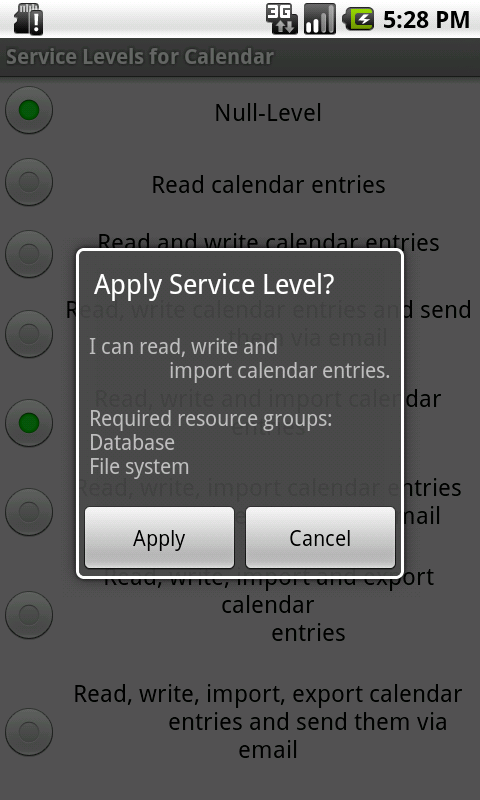 3G
5:28 PM
Service Levels for Calendar
Null-Level
Read calendar entries
Read and write calendar entries
Read, write calendar entries and send
them via email
Read, write and import calendar
entries
Read, write, import calendar entries
mail
Read, write, import and export
calendar
entries
Read, write, import, export calendar
entries and send them via
email
Apply Service Level?
I can read, write and
import calendar entries.
Required resource groups:
Database
File system
Apply
Cancel